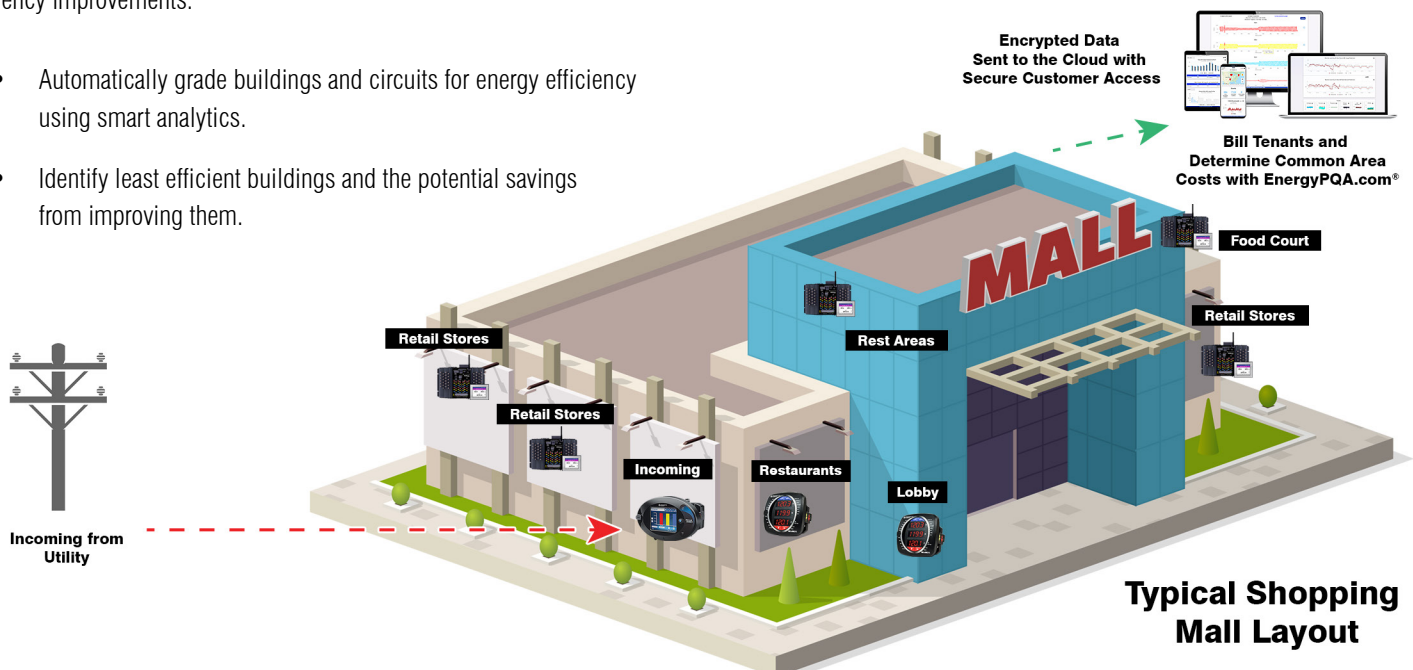 ency improvements.
• Automatically grade buildings and circuits for energy efficiency
using smart analytics.
• Identify least efficient buildings and the potential savings
from improving them.
Encrypted Data
Sent to the Cloud with
Secure Customer Access
Bill Tenants and
Determine Common Area
Costs with EnergyPQA.com®
MALL
Food Court
Retail Stores
Rest Areas
Retail Stores
Retail Stores
Incoming
Restaurants
Lobby
Incoming from
Utility
Typical Shopping
Mall Layout